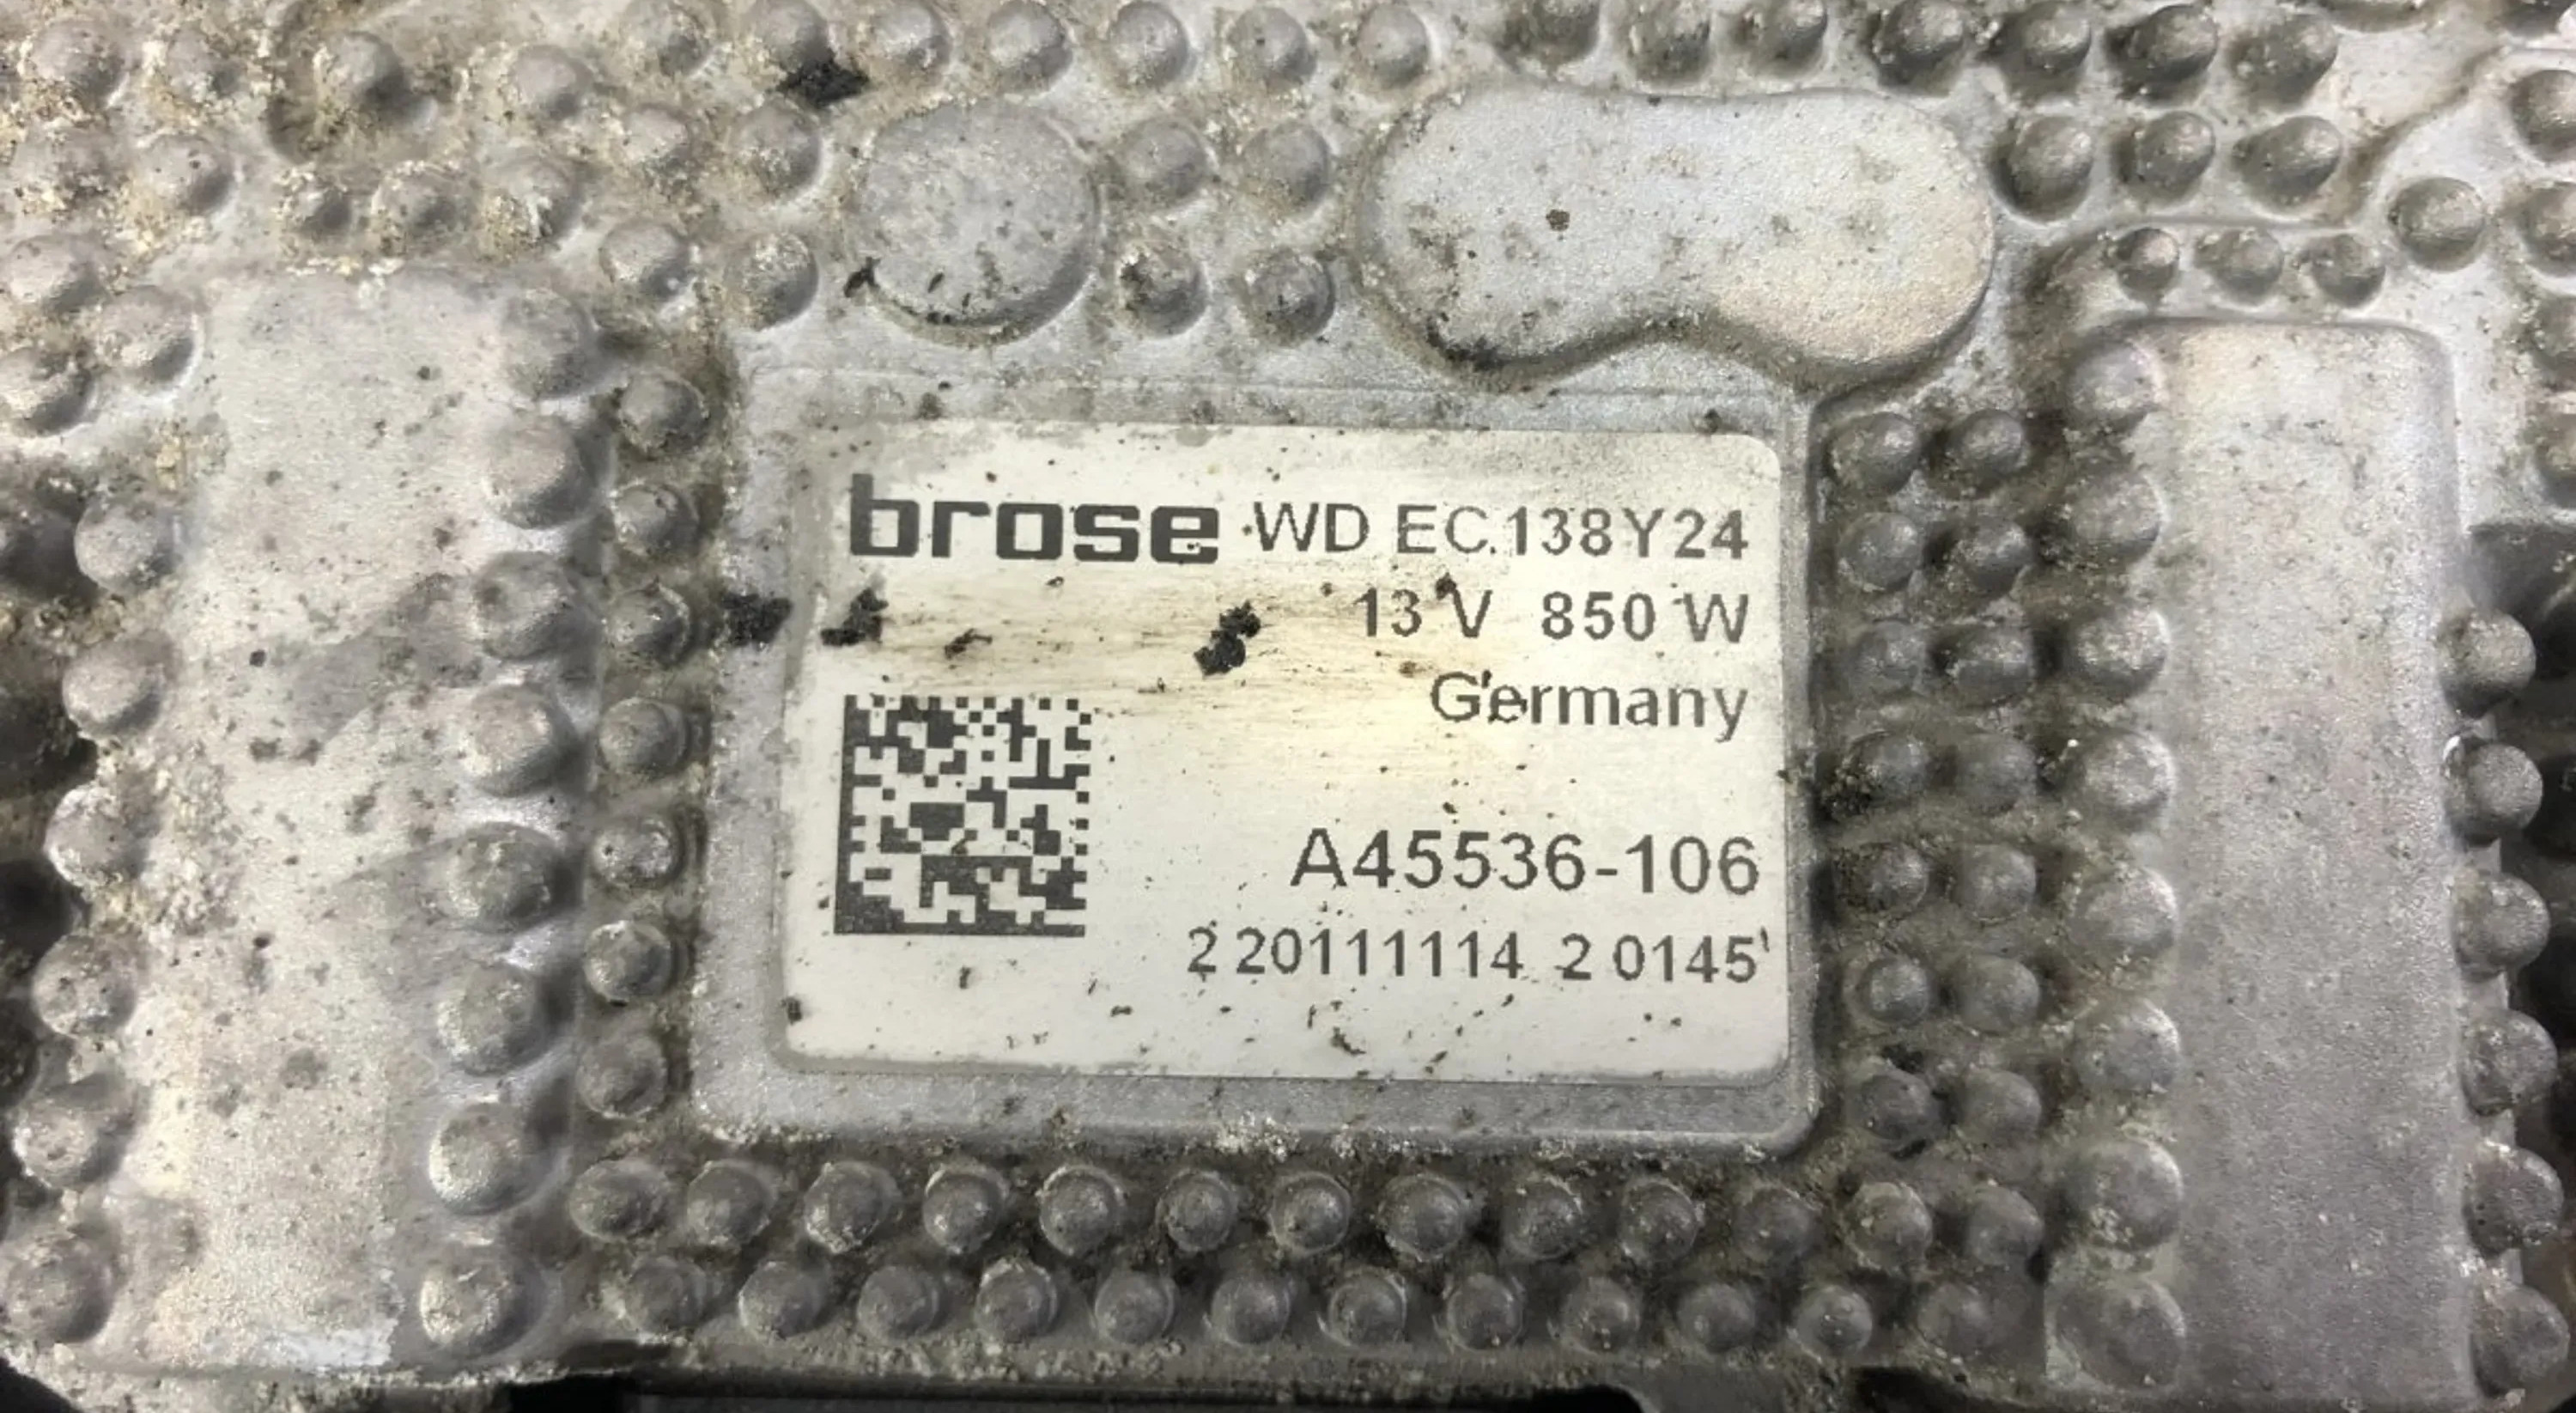 brose WD EC.138Y24
13 V 850 W
Germany
A45536-106
2 20111114 2 0145